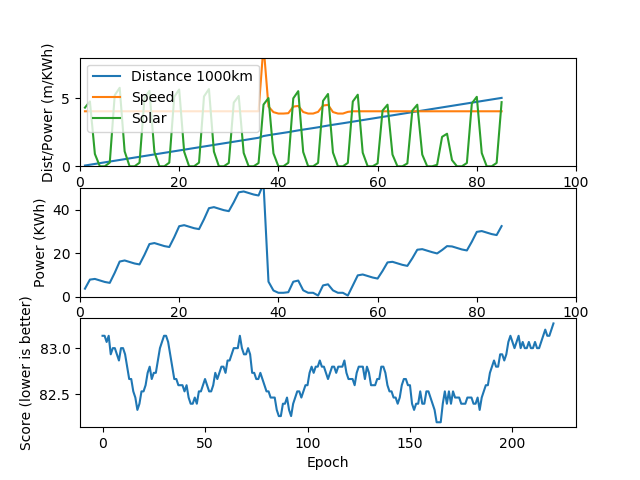 Dist/Power (m/KWh)
5
0
Distance 1000km
Speed
Solar
0 20 40 60 80 100
Power (KWh)
40
20
0
0 20 40 60 80 100
Score (lower is better)
83.0
82.5
0 50 100 150 200
Epoch